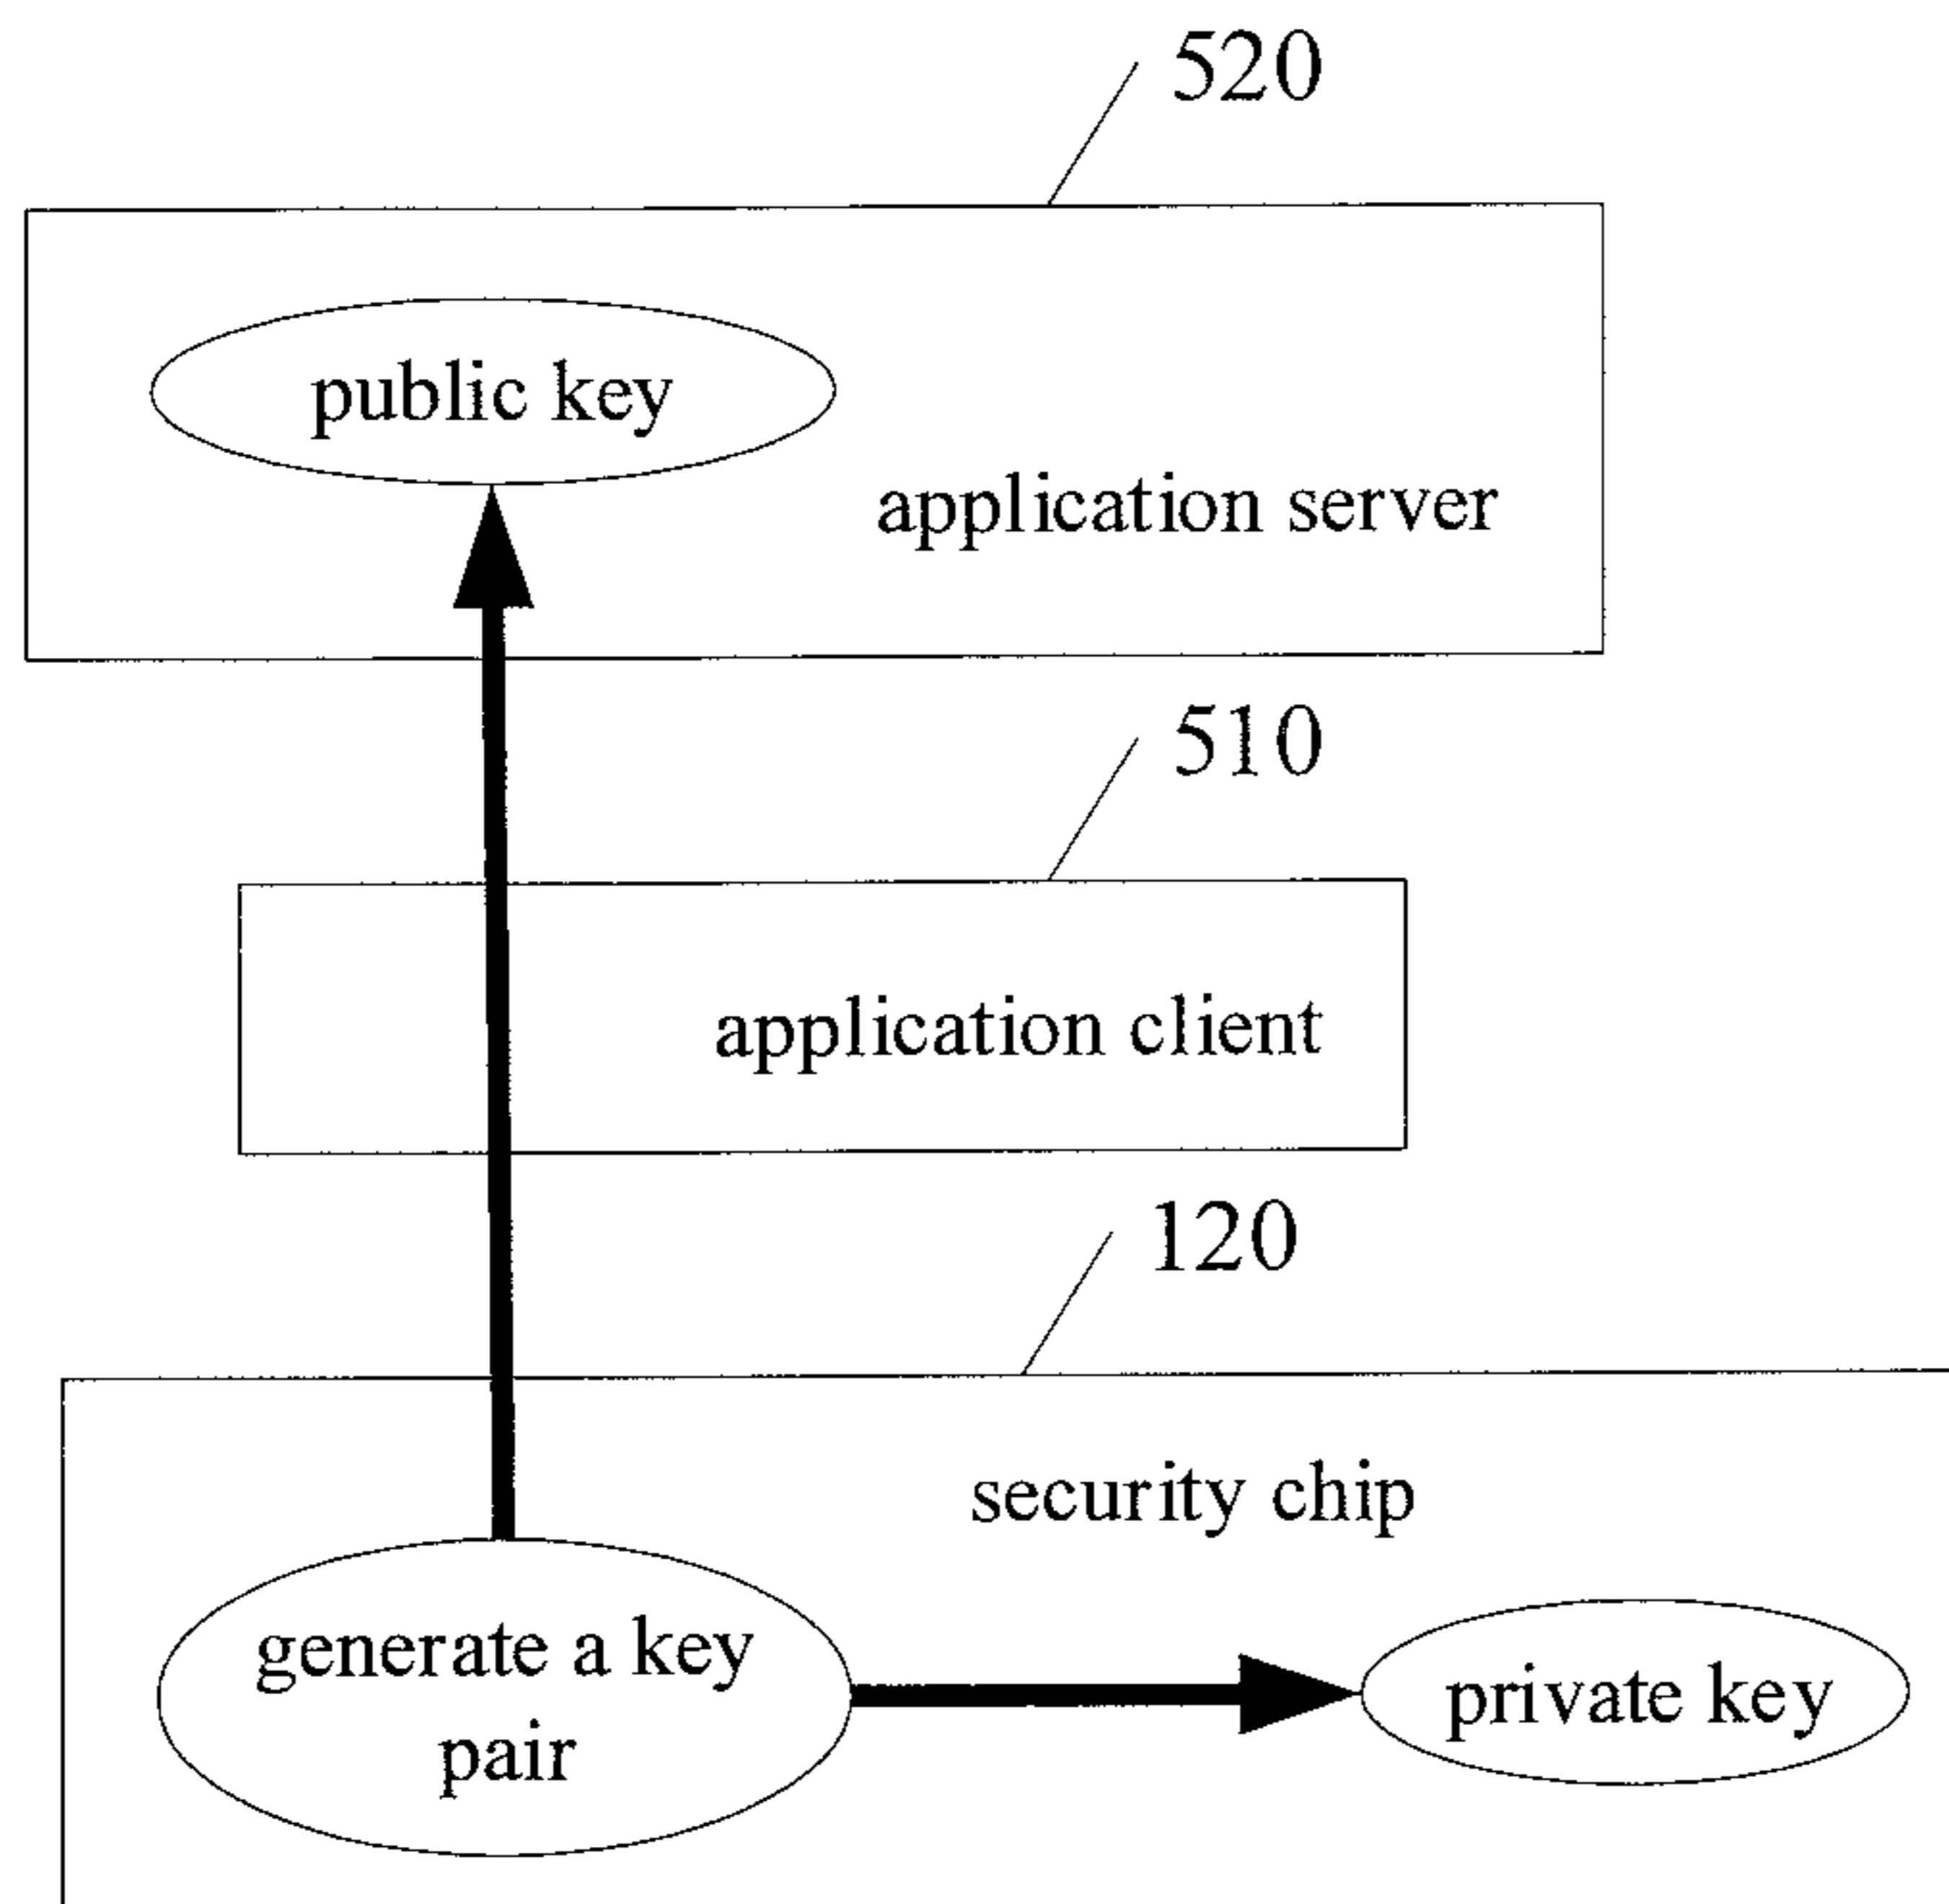 520
public key
application server
510
application client
120
security chip
generate a key
pair
private key